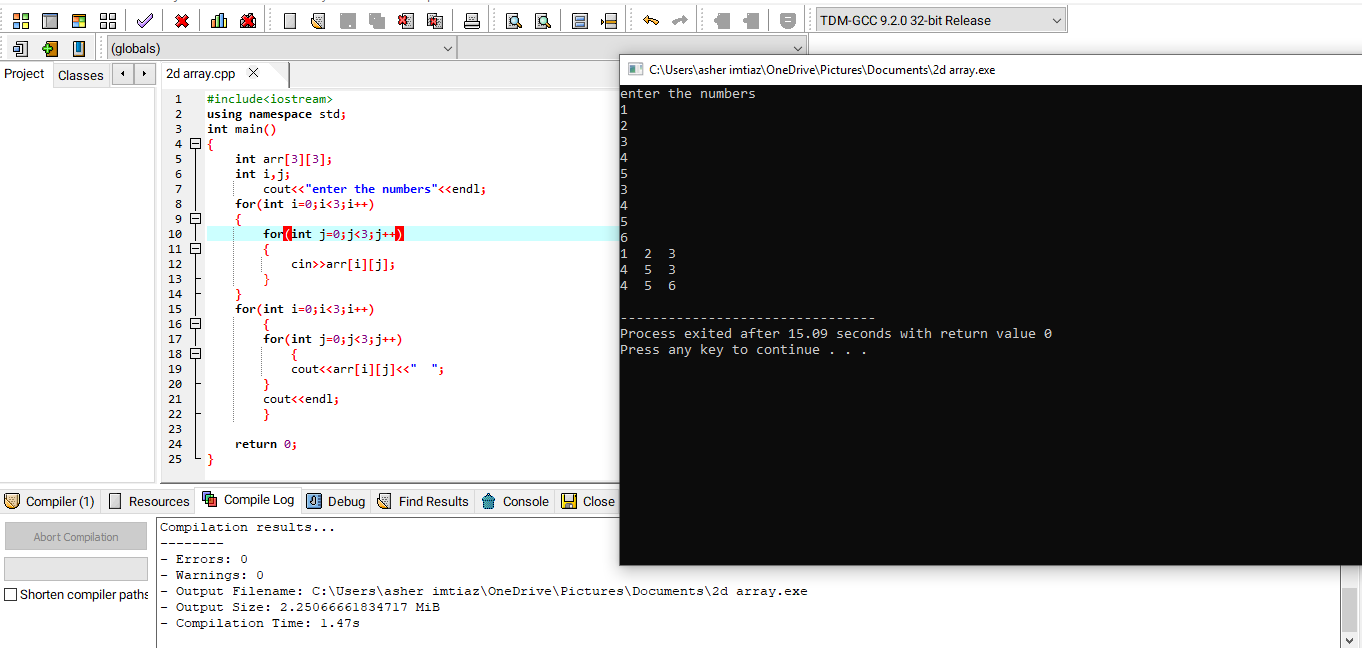 TDM-GCC 9.2.0 32-bit Release
(globals)
Project
Classes
2d array.cpp
1 #include<iostream>
2 using namespace std;
3 int main()
4 {
5 int arr[3][3];
6 int i,j;
7 cout<<"enter the numbers"<<endl;
8 for(int i=0;i<3;i++)
9 {
10 for(int j=0;j<3;j++)
11 {
12 cin>>arr[i][j];
13 }
14 }
15 for(int i=0;i<3;i++)
16 {
17 for(int j=0;j<3;j++)
18 {
19 cout<<arr[i][j]<<"  ";
20 }
21 cout<<endl;
22 }
23
24 return 0;
25 }
C:\Users\asher imtiaz\OneDrive\Pictures\Documents\2d array.exe
enter the numbers
1
2
3
4
5
3
4
5
6
1  2  3
4  5  3
4  5  6
--------------------------------
Process exited after 15.09 seconds with return value 0
Press any key to continue . . .
Compiler (1)
Resources
Compile Log
Debug
Find Results
Console
Close
Abort Compilation
Shorten compiler paths
Compilation results...
--------
- Errors: 0
- Warnings: 0
- Output Filename: C:\Users\asher imtiaz\OneDrive\Pictures\Documents\2d array.exe
- Output Size: 2.25066661834717 MiB
- Compilation Time: 1.47s